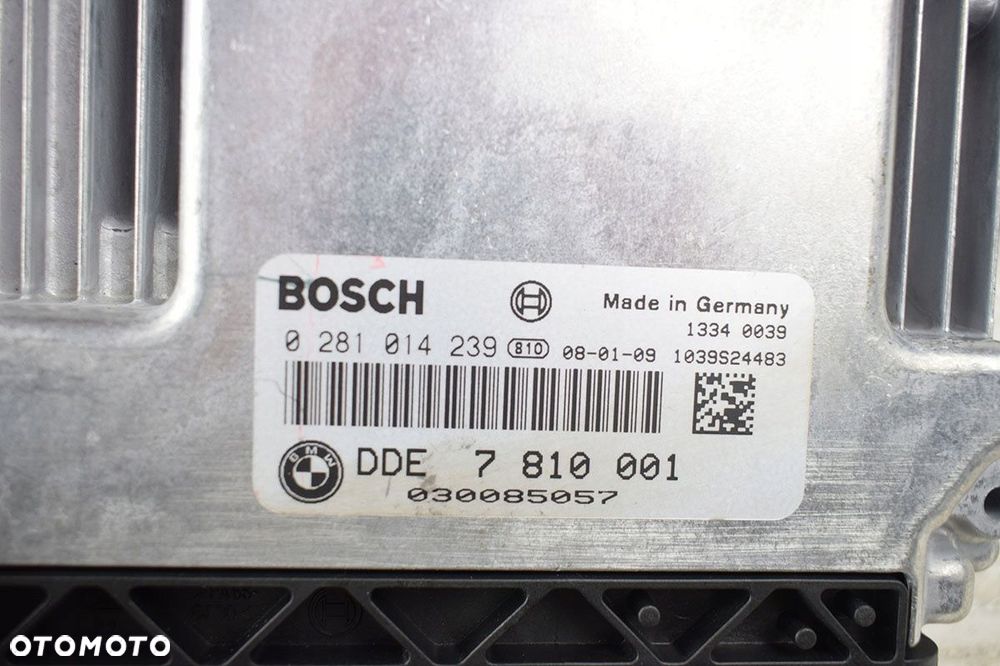 BOSCH
Made in Germany
1334 0039
0 281 014 239 810 08-01-09 1039S24483
BMW
DDE 7 810 001
030085057
OTOMOTO